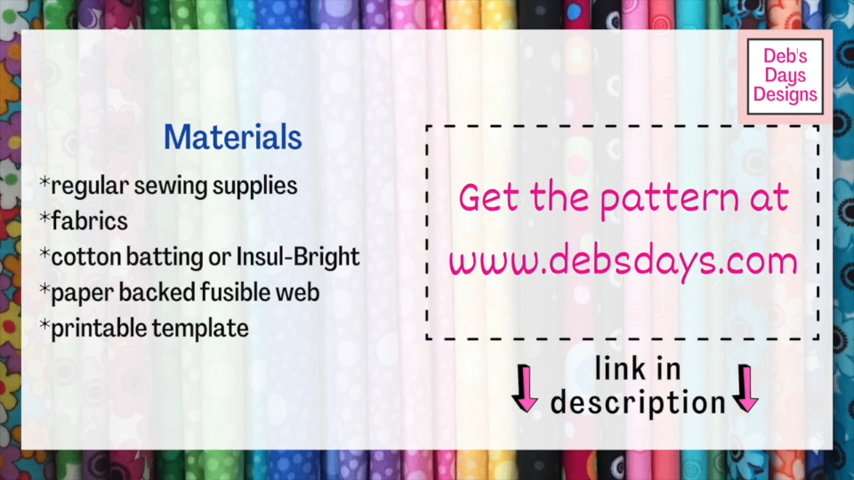 Deb's
Days
Designs
Materials
*regular sewing supplies
*fabrics
*cotton batting or Insul-Bright
*paper backed fusible web
*printable template
Get the pattern at
www.debsdays.com
link in
description